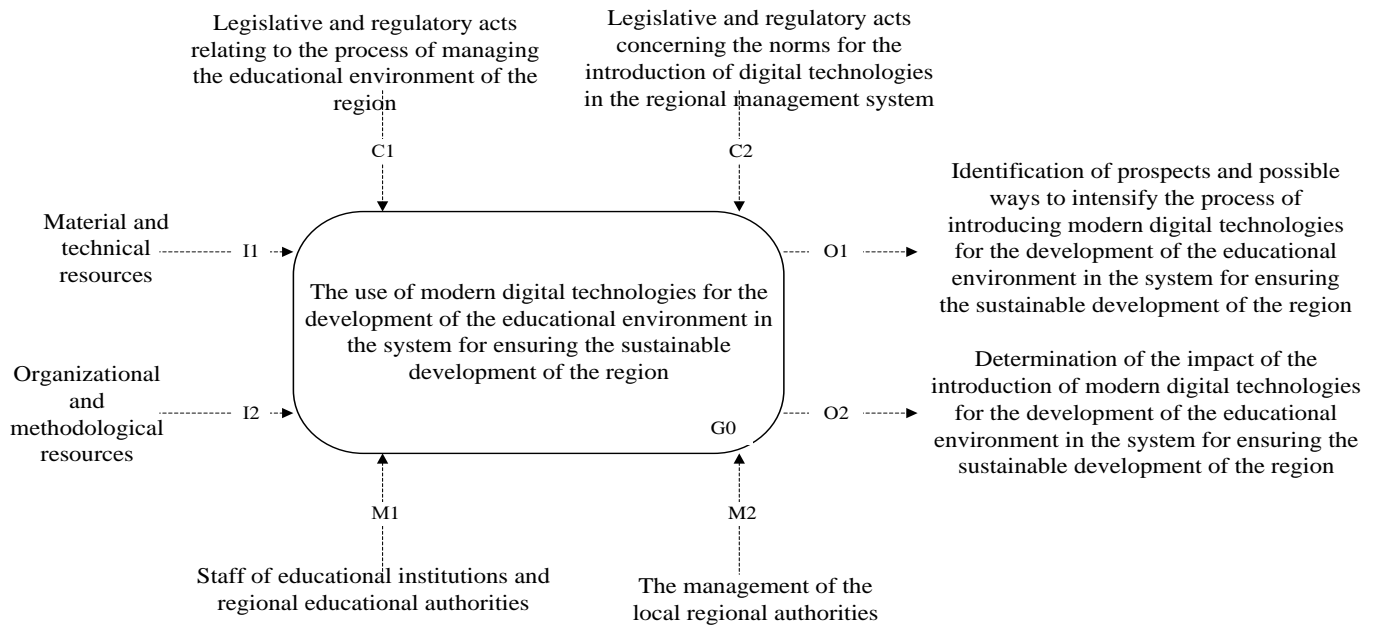 Legislative and regulatory acts
relating to the process of managing
the educational environment of the
region
Legislative and regulatory acts
concerning the norms for the
introduction of digital technologies
in the regional management system
C1
C2
Material and
technical
resources
I1
Organizational
and
methodological
resources
I2
The use of modern digital technologies for the
development of the educational environment in
the system for ensuring the sustainable
development of the region
G0
O1
Identification of prospects and possible
ways to intensify the process of
introducing modern digital technologies
for the development of the educational
environment in the system for ensuring
the sustainable development of the region
O2
Determination of the impact of the
introduction of modern digital technologies
for the development of the educational
environment in the system for ensuring the
sustainable development of the region
M1
M2
Staff of educational institutions and
regional educational authorities
The management of the
local regional authorities